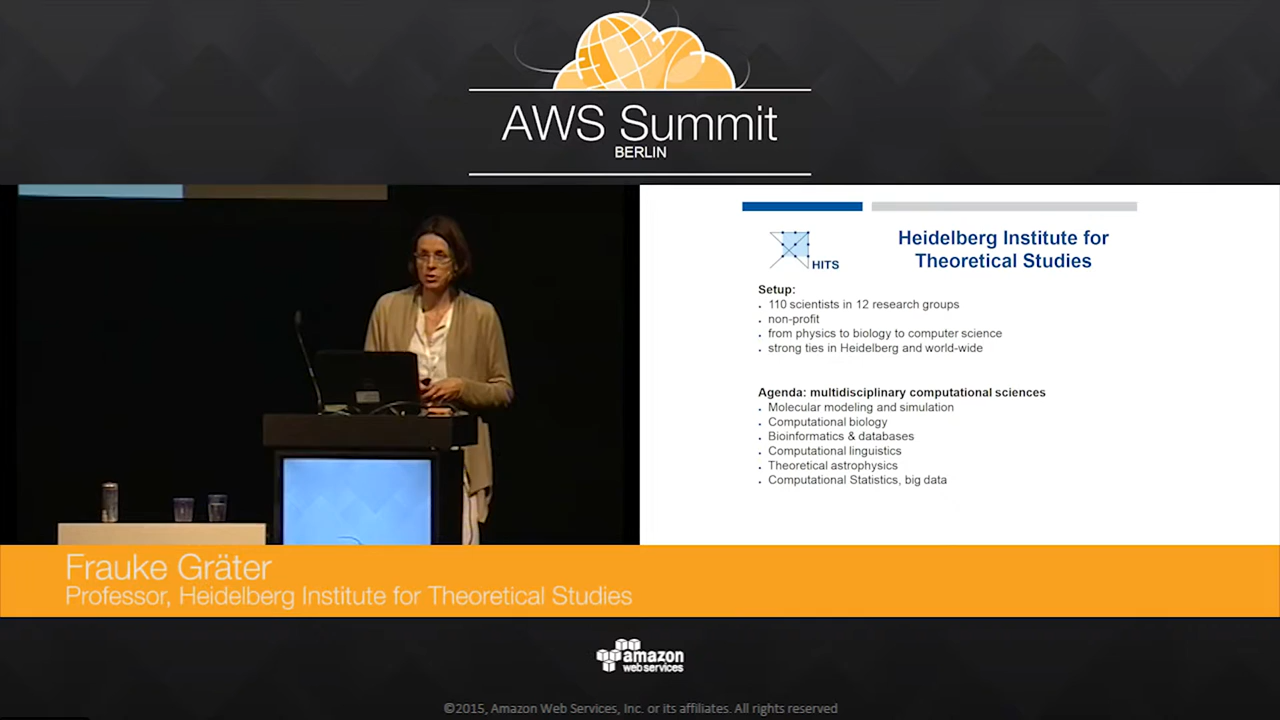 AWS Summit
BERLIN
HITS
Heidelberg Institute for
Theoretical Studies
Setup:
. 110 scientists in 12 research groups
. non-profit
. from physics to biology to computer science
. strong ties in Heidelberg and world-wide
Agenda: multidisciplinary computational sciences
. Molecular modeling and simulation
. Computational biology
. Bioinformatics & databases
. Computational linguistics
. Theoretical astrophysics
. Computational Statistics, big data
Frauke Gräter
Professor, Heidelberg Institute for Theoretical Studies
amazon
web services
©2015, Amazon Web Services, Inc. or its affiliates. All rights reserved